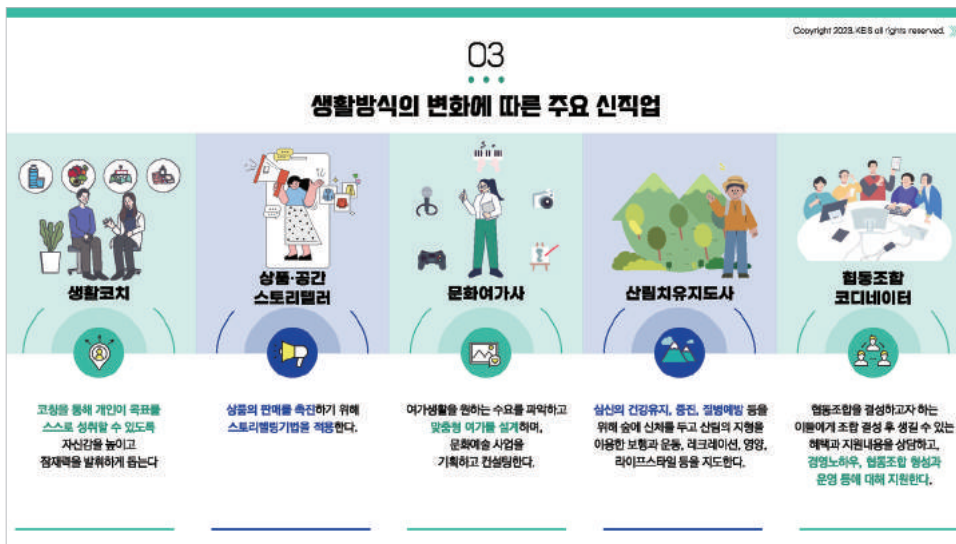 Copyright 2023.KBS all rights reserved.
03
생활방식의 변화에 따른 주요 신직업
생활코치
상품·공간
스토리텔러
문화여가사
산림치유지도사
협동조합
코디네이터
코칭을 통해 개인이 목표를
스스로 성취할 수 있도록
자신감을 높이고
잠재력을 발휘하게 돕는다
상품의 판매를 촉진하기 위해
스토리텔링기법을 적용한다.
여가생활을 원하는 수요를 파악하고
맞춤형 여가를 설계하며,
문화예술 사업을
기획하고 컨설팅한다.
심신의 건강유지, 증진, 질병예방 등을
위해 숲에 신체를 두고 산림의 지형을
이용한 보행과 운동, 레크레이션, 영양,
라이프스타일 등을 지도한다.
협동조합을 결성하고자 하는
이들에게 조합 결성 후 생길 수 있는
혜택과 지원내용을 상담하고,
경영노하우, 협동조합 형성과
운영 등에 대해 지원한다.